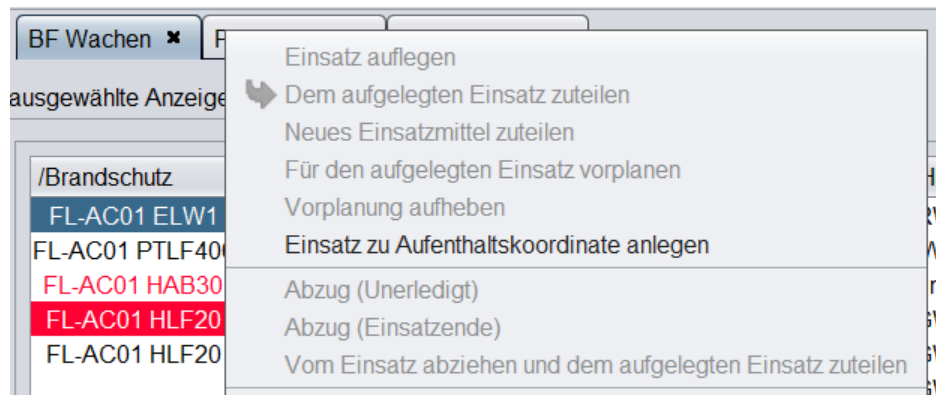 BF Wachen
ausgewählte Anzeige
/Brandschutz
FL-AC01 ELW1
FL-AC01 PTLF400
FL-AC01 HAB30
FL-AC01 HLF20
FL-AC01 HLF20
Einsatz auflegen
Dem aufgelegten Einsatz zuteilen
Neues Einsatzmittel zuteilen
Für den aufgelegten Einsatz vorplanen
Vorplanung aufheben
Einsatz zu Aufenthaltskoordinate anlegen
Abzug (Unerledigt)
Abzug (Einsatzende)
Vom Einsatz abziehen und dem aufgelegten Einsatz zuteilen